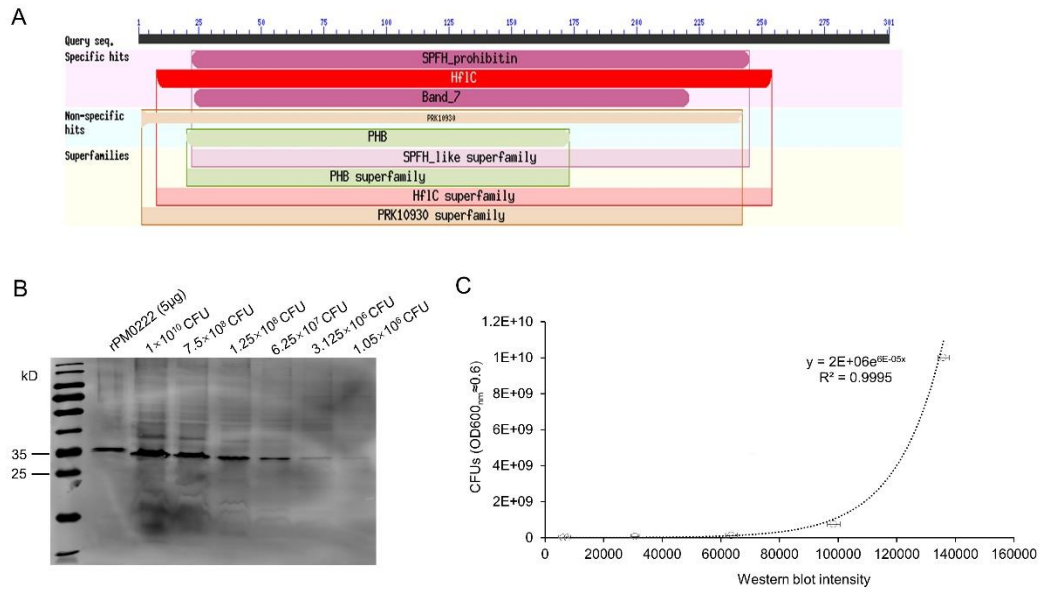 A
1 25 50 75 100 125 150 175 200 225 250 275 301
Query seq.
Specific hits
SPFH_prohibitin
HflC
Band_7
Non-specific
hits
PRK10930
PHB
Superfamilies
SPFH_like superfamily
PHB superfamily
HflC superfamily
PRK10930 superfamily
B
kD
rPM0222 (5µg)
1×10¹⁰ CFU
7.5×10⁸ CFU
1.25×10⁸ CFU
6.25×10⁷ CFU
3.125×10⁶ CFU
1.05×10⁶ CFU
35
25
C
CFUs (OD600nm≈0.6)
1.2E+10
1E+10
8E+09
6E+09
4E+09
2E+09
0
y = 2E+06e^6E-05x
R² = 0.9995
0 20000 40000 60000 80000 100000 120000 140000 160000
Western blot intensity